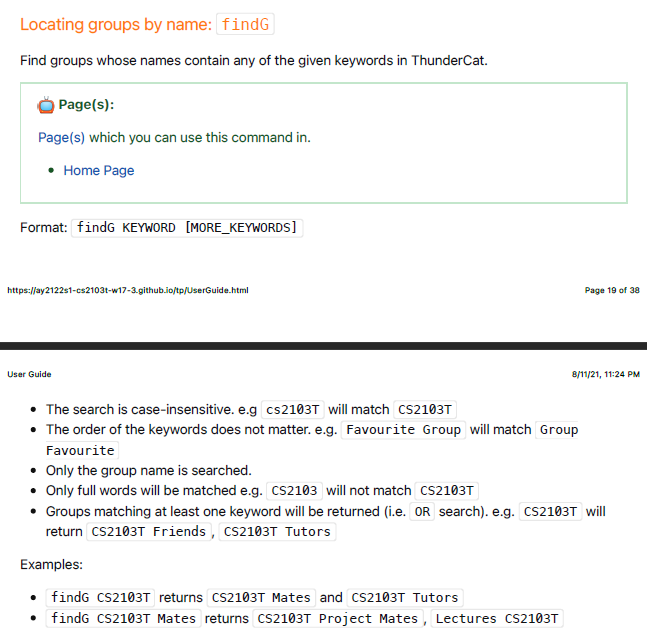 Locating groups by name: findG
Find groups whose names contain any of the given keywords in ThunderCat.
Page(s):
Page(s) which you can use this command in.
• Home Page
Format: findG KEYWORD [MORE_KEYWORDS]
https://ay2122s1-cs2103t-w17-3.github.io/tp/UserGuide.html Page 19 of 38
User Guide 8/11/21, 11:24 PM
• The search is case-insensitive. e.g cs2103T will match CS2103T
• The order of the keywords does not matter. e.g. Favourite Group will match Group
Favourite
• Only the group name is searched.
• Only full words will be matched e.g. CS2103 will not match CS2103T
• Groups matching at least one keyword will be returned (i.e. OR search). e.g. CS2103T will
return CS2103T Friends , CS2103T Tutors
Examples:
• findG CS2103T returns CS2103T Mates and CS2103T Tutors
• findG CS2103T Mates returns CS2103T Project Mates , Lectures CS2103T